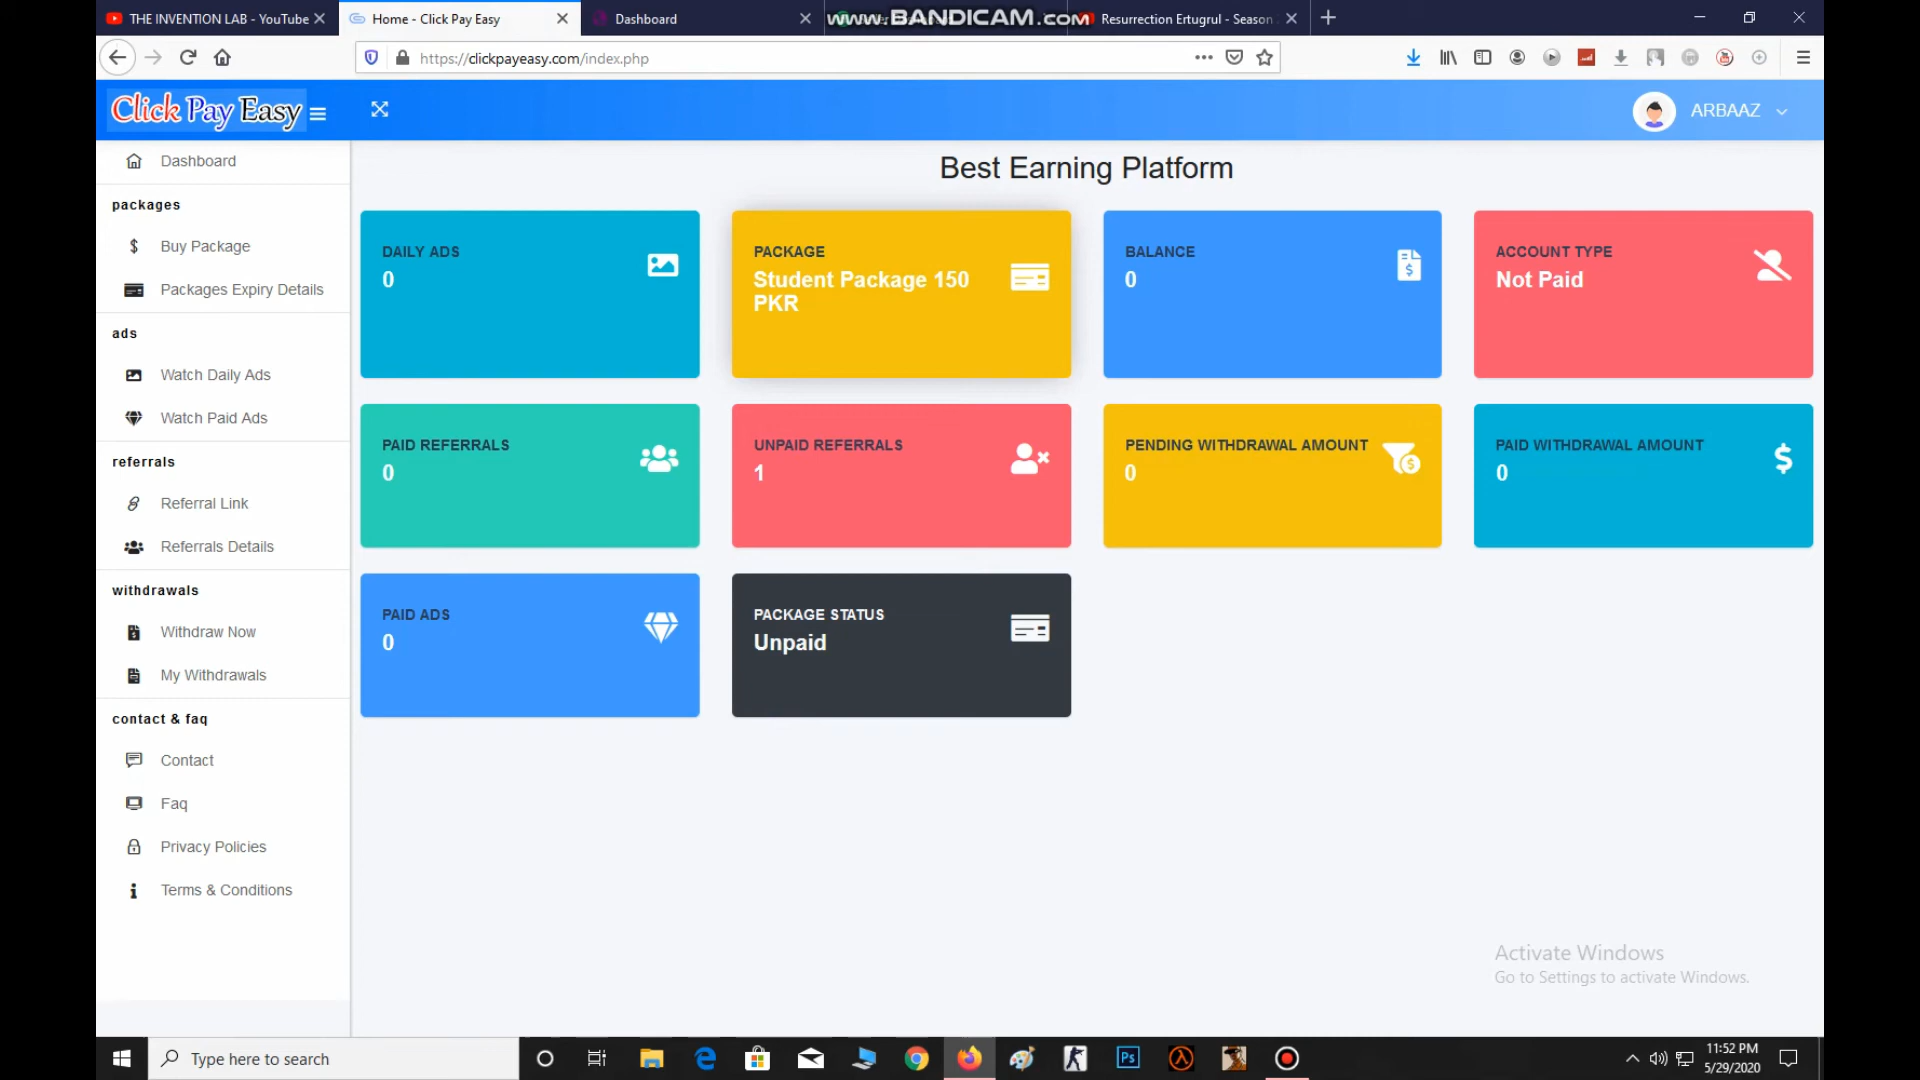 THE INVENTION LAB - YouTube
Home - Click Pay Easy
Dashboard
www.BANDICAM.com
Resurrection Ertugrul - Season
https://clickpayeasy.com/index.php
Click Pay Easy
ARBAAZ
Dashboard
packages
Buy Package
Packages Expiry Details
ads
Watch Daily Ads
Watch Paid Ads
referrals
Referral Link
Referrals Details
withdrawals
Withdraw Now
My Withdrawals
contact & faq
Contact
Faq
Privacy Policies
Terms & Conditions
Best Earning Platform
DAILY ADS
0
PACKAGE
Student Package 150
PKR
BALANCE
0
ACCOUNT TYPE
Not Paid
PAID REFERRALS
0
UNPAID REFERRALS
1
PENDING WITHDRAWAL AMOUNT
0
PAID WITHDRAWAL AMOUNT
0
PAID ADS
0
PACKAGE STATUS
Unpaid
Activate Windows
Go to Settings to activate Windows.
Type here to search
Ps
11:52 PM
5/29/2020